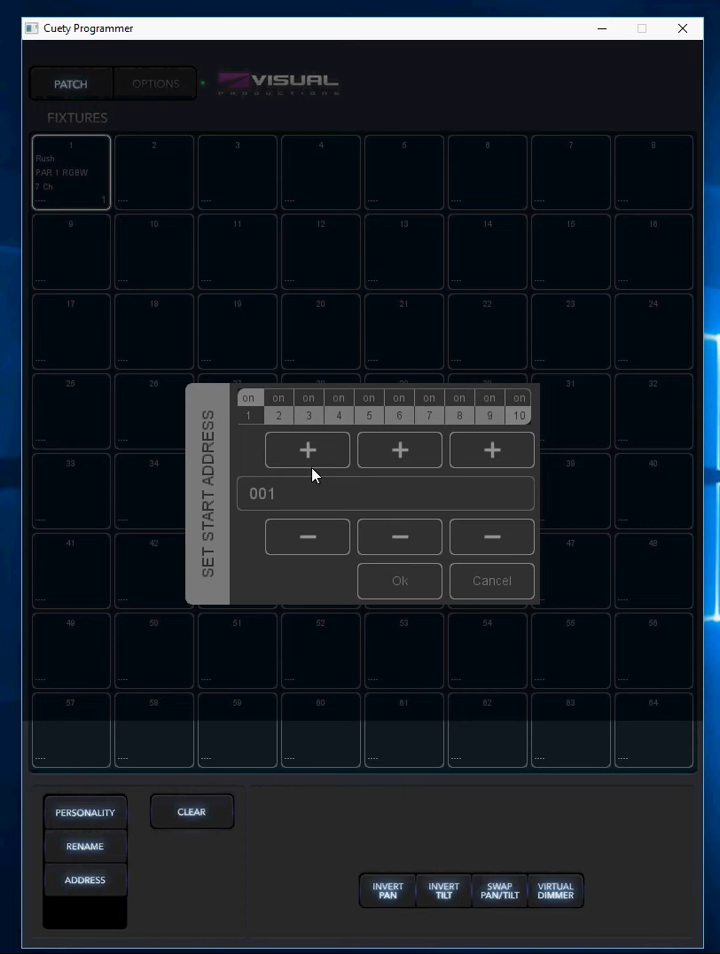 Cuety Programmer
PATCH
OPTIONS
VISUAL
PRODUCTIONS
FIXTURES
1 2 3 4 5 6 7 8
Rush
PAR 1 RGBW
7 Ch
---- 1 ---- ---- ---- ---- ---- ---- ----
9 10 11 12 13 14 15 16
---- ---- ---- ---- ---- ---- ---- ----
17 18 19 20 21 22 23 24
---- ---- ---- ---- ---- ---- ---- ----
25 26 31 32
SET START ADDRESS
on on on on on on on on on on
1 2 3 4 5 6 7 8 9 10
+ + +
---- ---- ----
33 34 39 40
001
---- ---- ----
− − −
41 42 47 48
Ok Cancel
---- ---- ----
49 50 51 52 53 54 55 56
---- ---- ---- ---- ---- ---- ---- ----
57 58 59 60 61 62 63 64
---- ---- ---- ---- ---- ---- ---- ----
PERSONALITY
CLEAR
RENAME
ADDRESS
INVERT
PAN
INVERT
TILT
SWAP
PAN/TILT
VIRTUAL
DIMMER